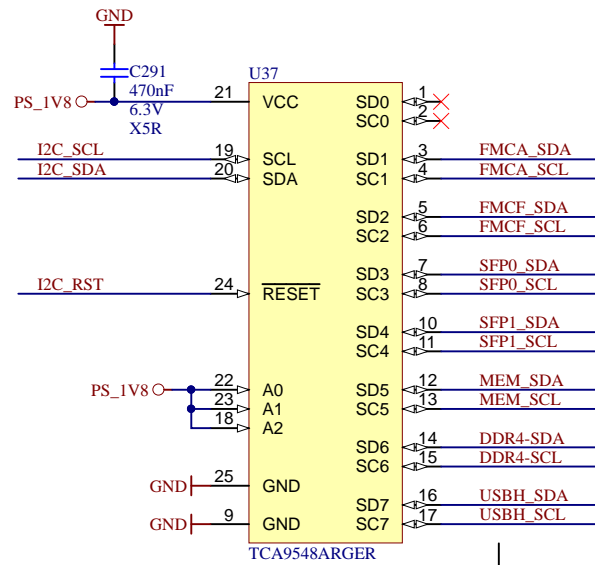 GND
C291
470nF
6.3V
X5R
PS_1V8
U37
21 VCC SD0 1
SC0 2
I2C_SCL 19 SCL SD1 3 FMCA_SDA
I2C_SDA 20 SDA SC1 4 FMCA_SCL
SD2 5 FMCF_SDA
SC2 6 FMCF_SCL
SD3 7 SFP0_SDA
I2C_RST 24 RESET SC3 8 SFP0_SCL
SD4 10 SFP1_SDA
SC4 11 SFP1_SCL
PS_1V8 22 A0 SD5 12 MEM_SDA
23 A1 SC5 13 MEM_SCL
18 A2
SD6 14 DDR4-SDA
SC6 15 DDR4-SCL
GND 25 GND
SD7 16 USBH_SDA
GND 9 GND SC7 17 USBH_SCL
TCA9548ARGER